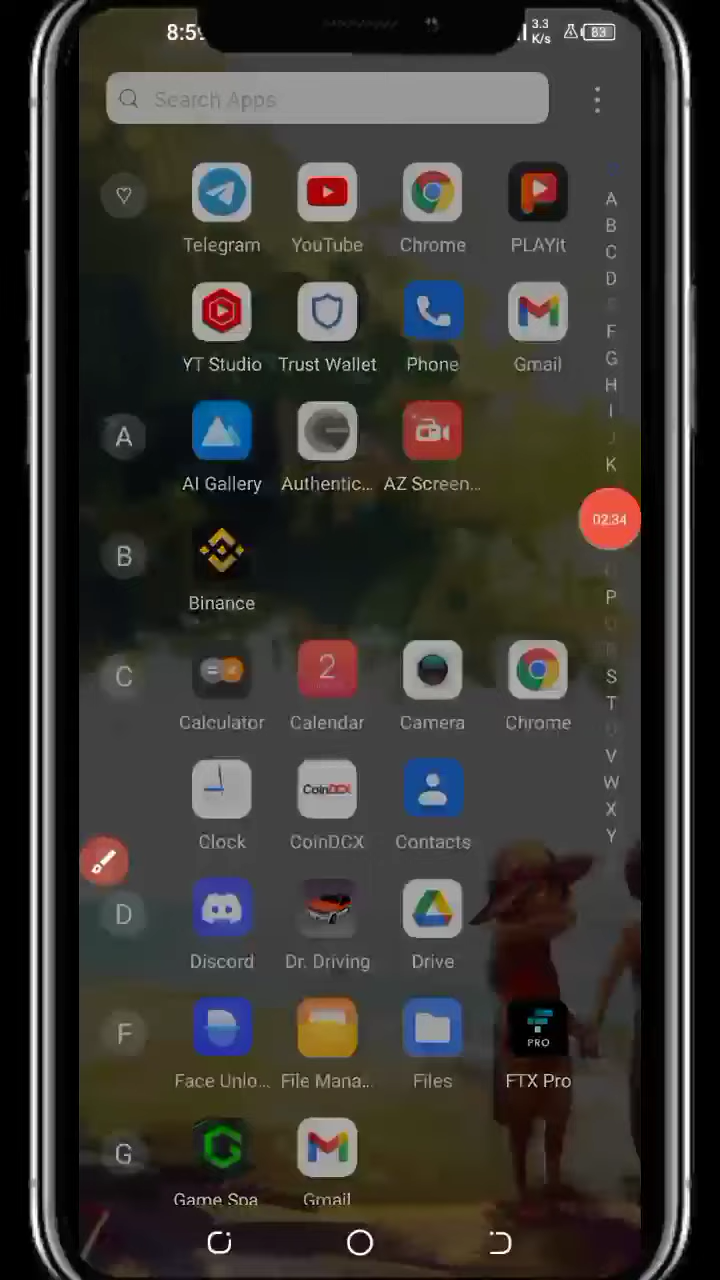 8:59
3.3
K/s
83
Search Apps
Telegram YouTube Chrome PLAYit
YT Studio Trust Wallet Phone Gmail
A
AI Gallery Authentic... AZ Screen...
B
Binance
C
2
Calculator Calendar Camera Chrome
CoinDCX
Clock CoinDCX Contacts
D
Discord Dr. Driving Drive
F
PRO
Face Unlo... File Mana... Files FTX Pro
G
Game Spa
Gmail
A
B
C
D
F
G
H
I
J
K
02:34
P
S
T
V
W
X
Y